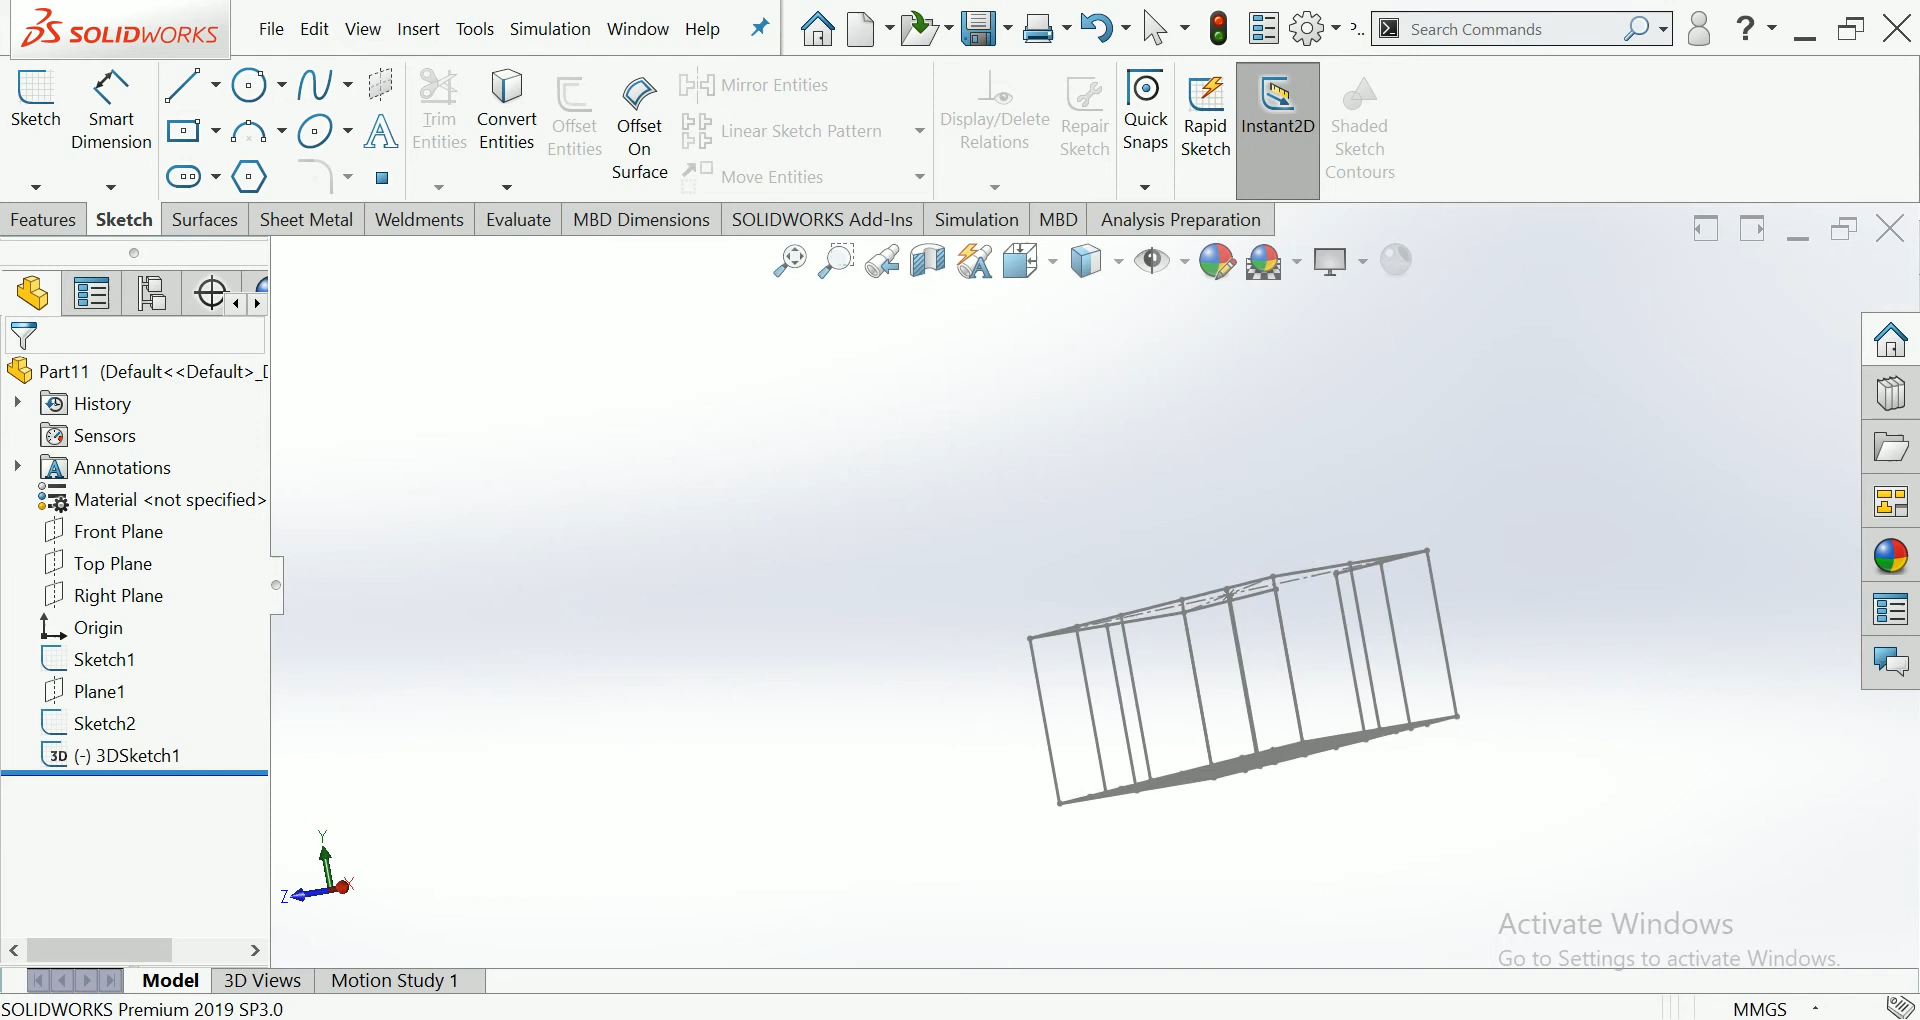 SOLIDWORKS File Edit View Insert Tools Simulation Window Help Search Commands ?
Sketch Smart Dimension Trim Entities Convert Entities Offset Entities Offset On Surface Mirror Entities Linear Sketch Pattern Move Entities Display/Delete Relations Repair Sketch Quick Snaps Rapid Sketch Instant2D Shaded Sketch Contours
Features Sketch Surfaces Sheet Metal Weldments Evaluate MBD Dimensions SOLIDWORKS Add-Ins Simulation MBD Analysis Preparation
Part11 (Default<<Default>_D
History
Sensors
Annotations
Material <not specified>
Front Plane
Top Plane
Right Plane
Origin
Sketch1
Plane1
Sketch2
3D (-) 3DSketch1
Y
Z X
Activate Windows
Go to Settings to activate Windows.
Model 3D Views Motion Study 1
SOLIDWORKS Premium 2019 SP3.0 MMGS